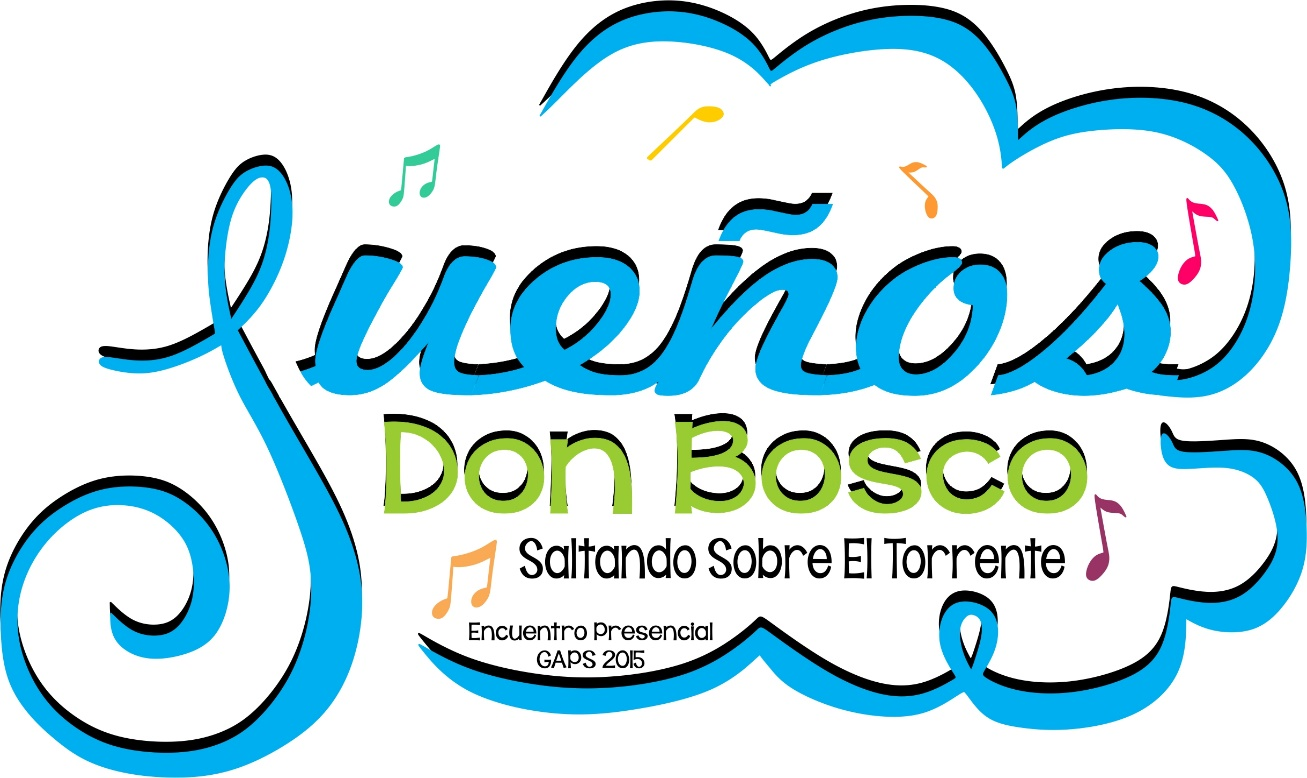 Sueños
Don Bosco
Saltando Sobre El Torrente
Encuentro Presencial
GAPS 2015